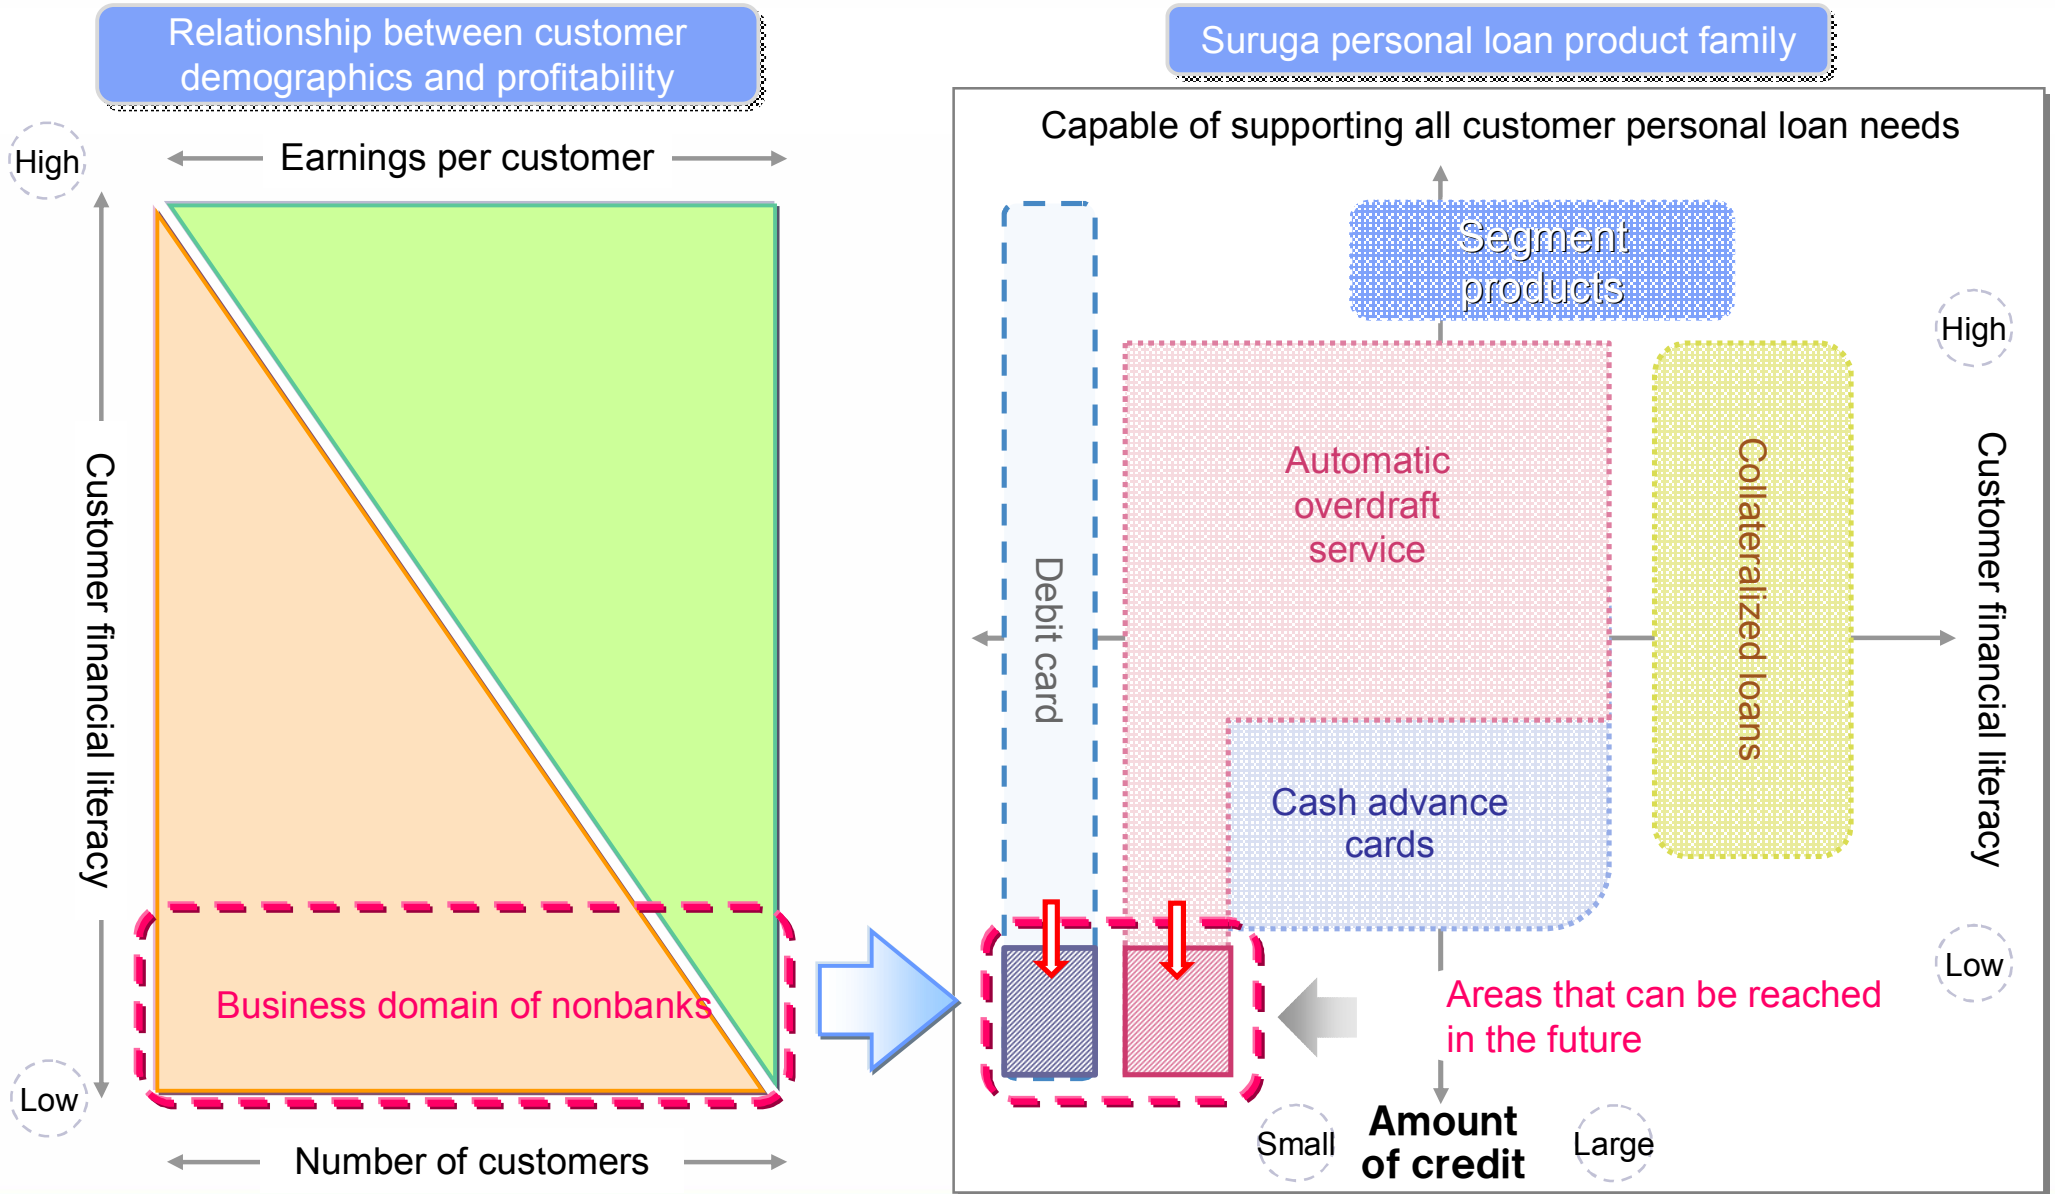 Relationship between customer
demographics and profitability
High
Earnings per customer
Customer financial literacy
Business domain of nonbanks
Low
Number of customers
Suruga personal loan product family
Capable of supporting all customer personal loan needs
Segment
products
High
Automatic
overdraft
service
Collateralized loans
Customer financial literacy
Debit card
Cash advance
cards
Low
Areas that can be reached
in the future
Small
Amount
of credit
Large